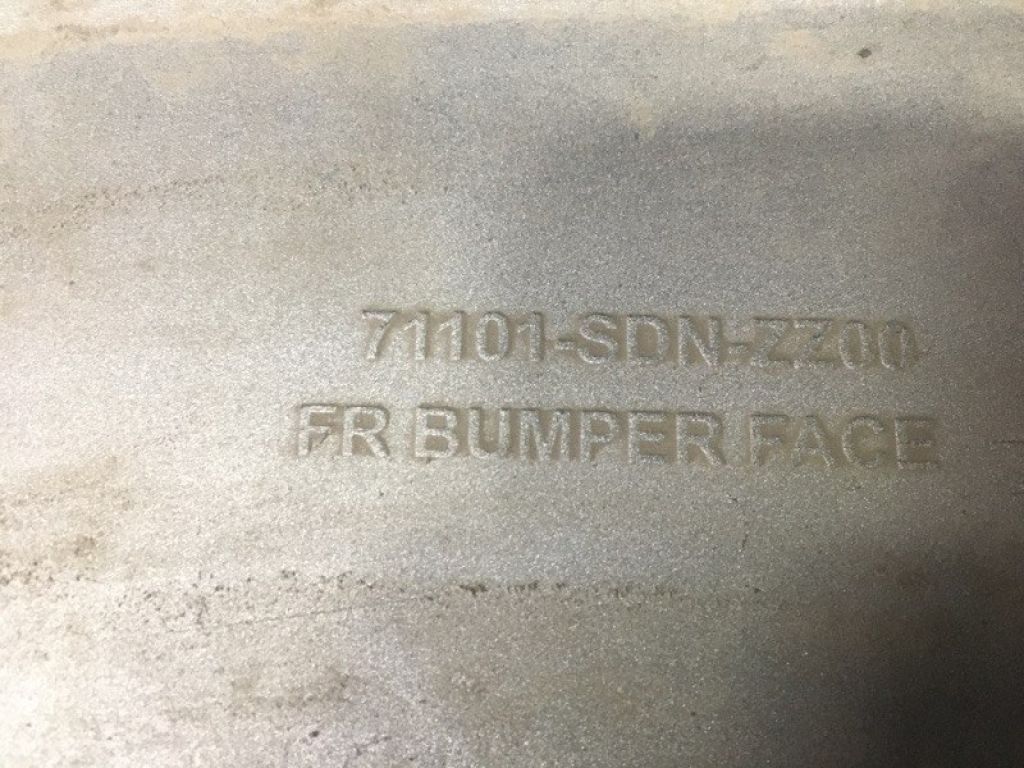 71101-SDN-ZZ00-
FR BUMPER FACE